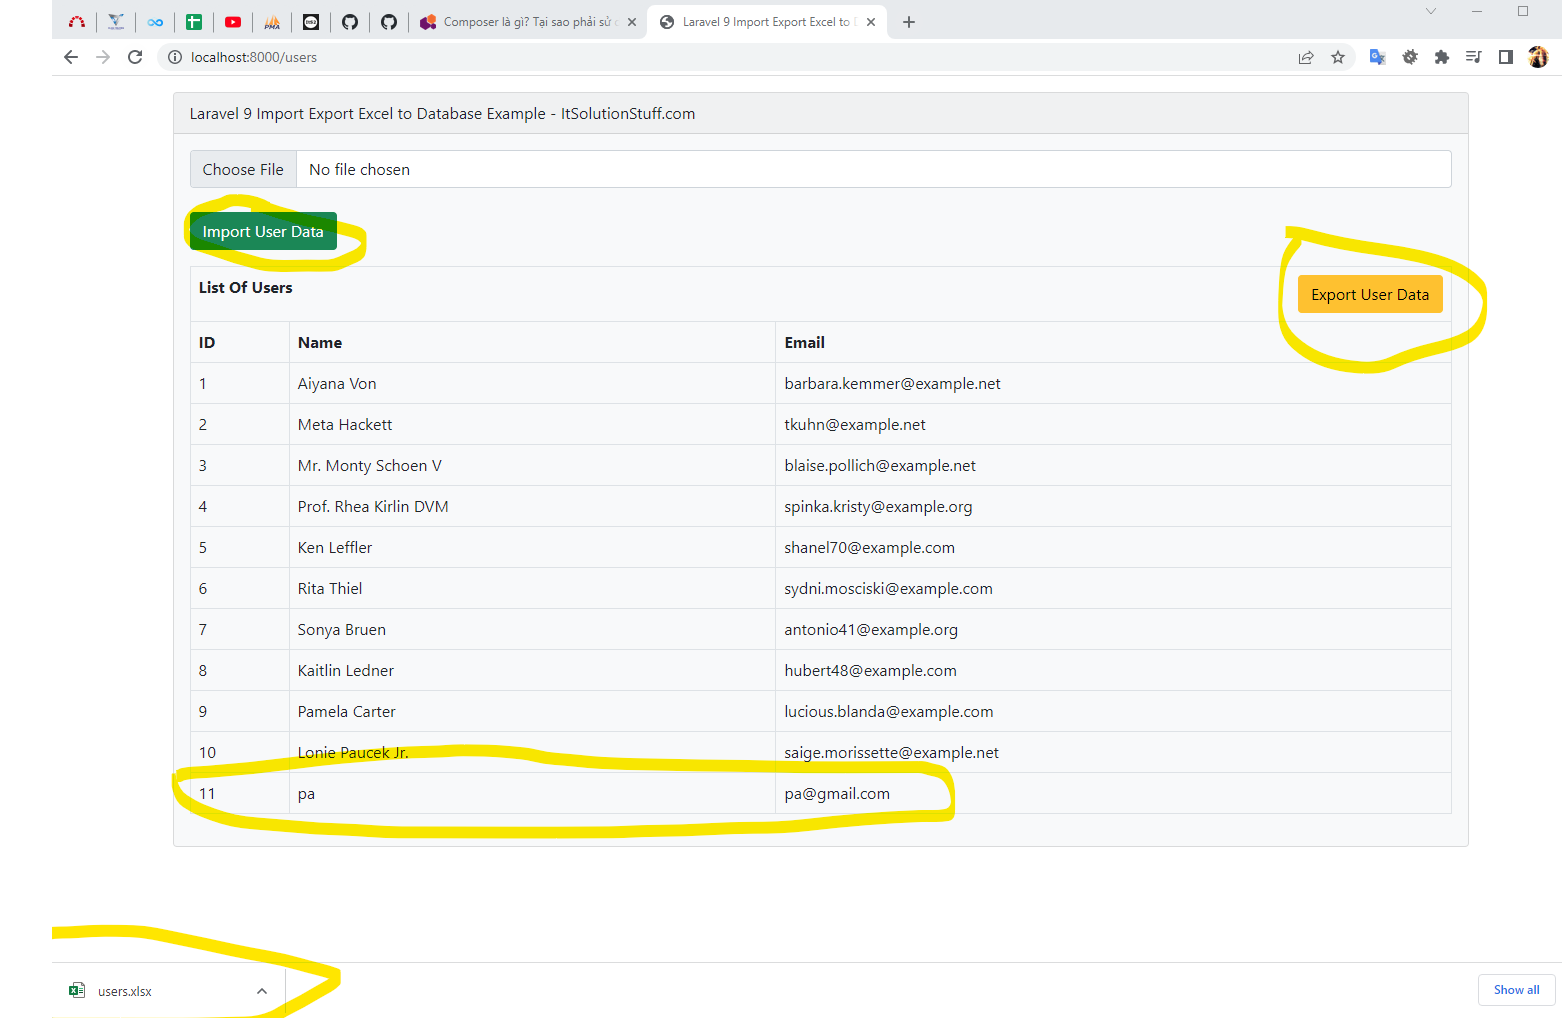 Composer là gì? Tại sao phải sử
Laravel 9 Import Export Excel to
localhost:8000/users
Laravel 9 Import Export Excel to Database Example - ItSolutionStuff.com
Choose File No file chosen
Import User Data
List Of Users Export User Data
ID Name Email
1 Aiyana Von barbara.kemmer@example.net
2 Meta Hackett tkuhn@example.net
3 Mr. Monty Schoen V blaise.pollich@example.net
4 Prof. Rhea Kirlin DVM spinka.kristy@example.org
5 Ken Leffler shanel70@example.com
6 Rita Thiel sydni.mosciski@example.com
7 Sonya Bruen antonio41@example.org
8 Kaitlin Ledner hubert48@example.com
9 Pamela Carter lucious.blanda@example.com
10 Lonie Paucek Jr. saige.morissette@example.net
11 pa pa@gmail.com
users.xlsx Show all